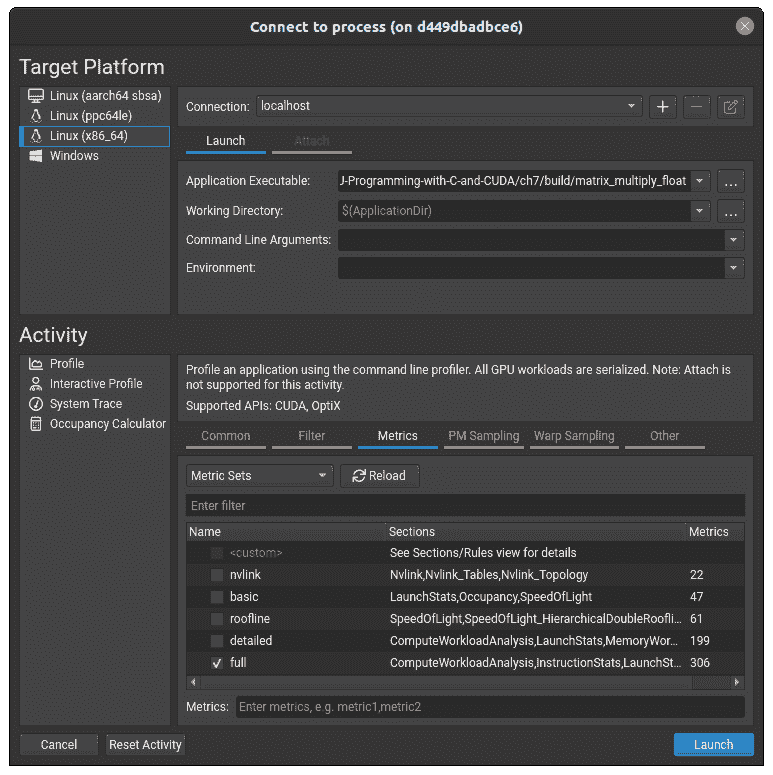 Connect to process (on d449dbadbce6)
Target Platform
Linux (aarch64 sbsa)
Linux (ppc64le)
Linux (x86_64)
Windows
Connection: localhost
Launch Attach
Application Executable: J-Programming-with-C-and-CUDA/ch7/build/matrix_multiply_float ...
Working Directory: $(ApplicationDir) ...
Command Line Arguments:
Environment:
Activity
Profile
Interactive Profile
System Trace
Occupancy Calculator
Profile an application using the command line profiler. All GPU workloads are serialized. Note: Attach is
not supported for this activity.
Supported APIs: CUDA, OptiX
Common Filter Metrics PM Sampling Warp Sampling Other
Metric Sets Reload
Enter filter
Name Sections Metrics
<custom> See Sections/Rules view for details
nvlink Nvlink,Nvlink_Tables,Nvlink_Topology 22
basic LaunchStats,Occupancy,SpeedOfLight 47
roofline SpeedOfLight,SpeedOfLight_HierarchicalDoubleRoofli... 61
detailed ComputeWorkloadAnalysis,LaunchStats,MemoryWor... 199
full ComputeWorkloadAnalysis,InstructionStats,LaunchSt... 306
Metrics: Enter metrics, e.g. metric1,metric2
Cancel Reset Activity Launch